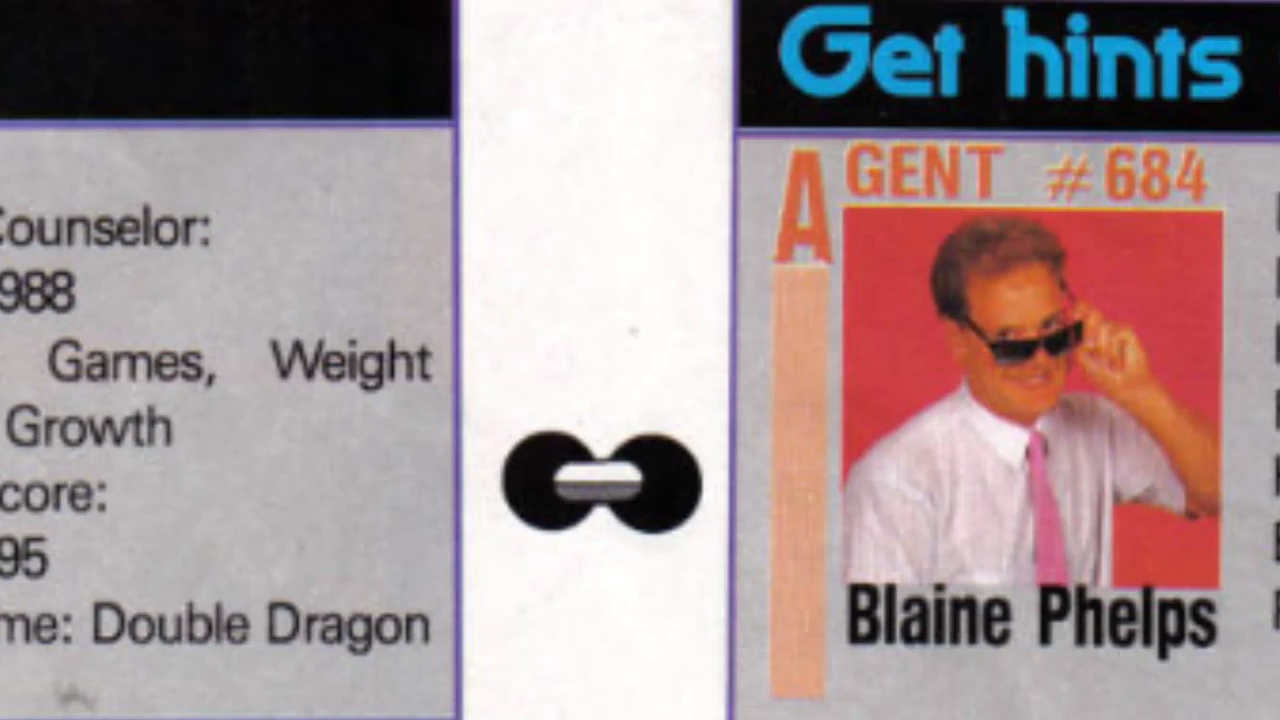 Counselor:
988
Games, Weight
Growth
core:
95
me: Double Dragon
Get hints
AGENT #684
Blaine Phelps